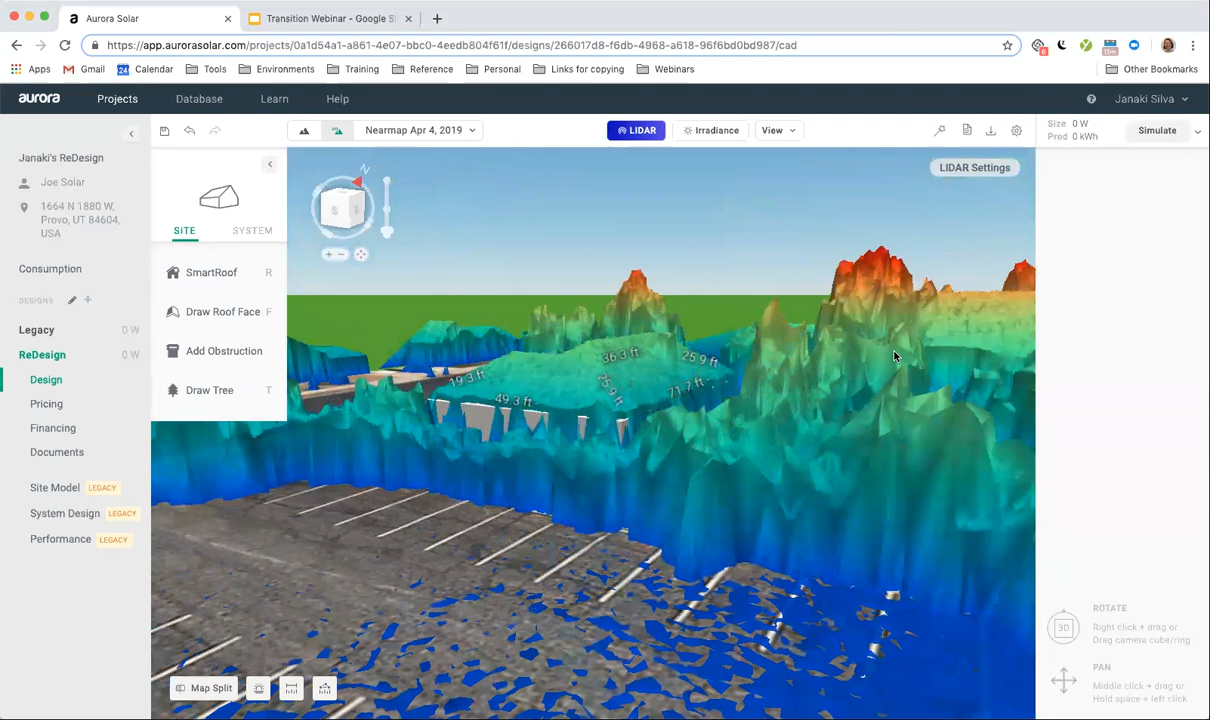 Aurora Solar
Transition Webinar - Google Sl
https://app.aurorasolar.com/projects/0a1d54a1-a861-4e07-bbc0-4eedb804f61f/designs/266017d8-f6db-4968-a618-96f6bd0bd987/cad
Apps Gmail Calendar Tools Environments Training Reference Personal Links for copying Webinars Other Bookmarks
aurora Projects Database Learn Help Janaki Silva
Nearmap Apr 4, 2019 LIDAR Irradiance View
Size 0 W
Prod 0 kWh
Simulate
Janaki's ReDesign
Joe Solar
1664 N 1880 W,
Provo, UT 84604,
USA
Consumption
DESIGNS
Legacy 0 W
ReDesign 0 W
Design
Pricing
Financing
Documents
Site Model LEGACY
System Design LEGACY
Performance LEGACY
SITE SYSTEM
SmartRoof R
Draw Roof Face F
Add Obstruction
Draw Tree T
N
S
LIDAR Settings
36.3 ft
25.9 ft
19.3 ft
25.9 ft
71.7 ft
49.3 ft
Map Split
ROTATE
3D
Right click + drag or
Drag camera cube/ring
PAN
Middle click + drag or
Hold space + left click